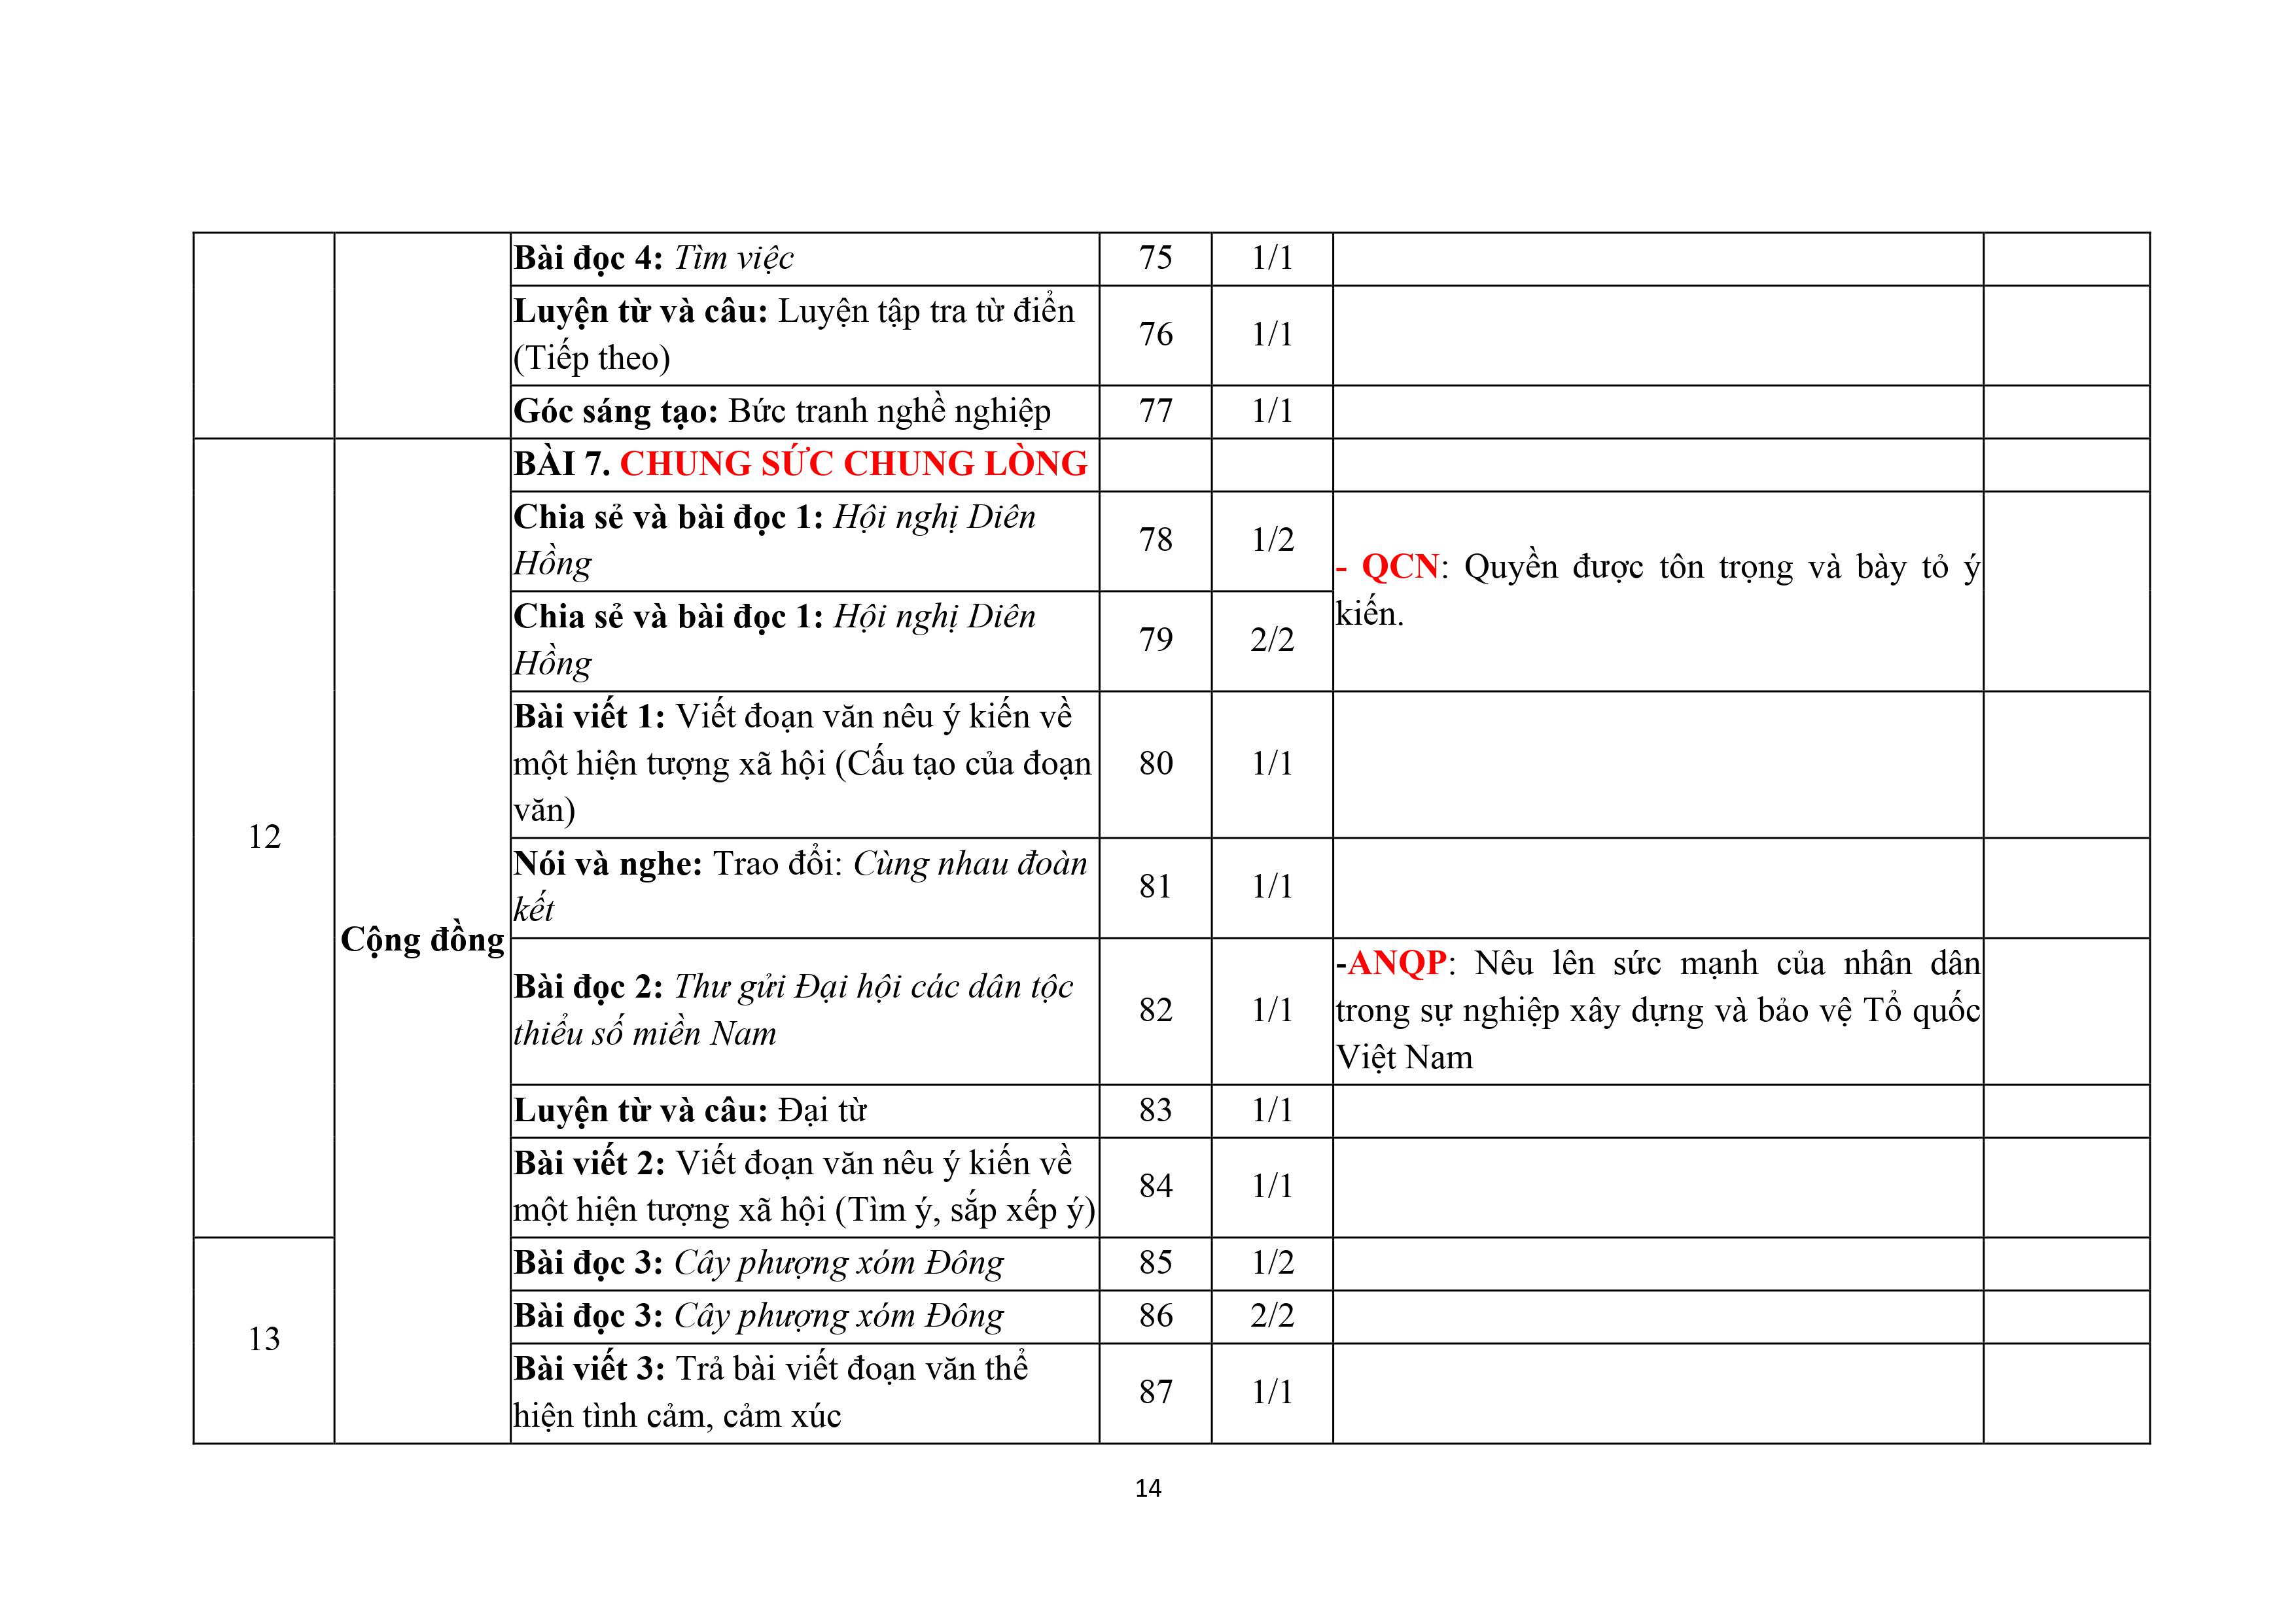 Bài đọc 4: Tìm việc 75 1/1
Luyện từ và câu: Luyện tập tra từ điển
(Tiếp theo) 76 1/1
Góc sáng tạo: Bức tranh nghề nghiệp 77 1/1
12
Cộng đồng
BÀI 7. CHUNG SỨC CHUNG LÒNG
Chia sẻ và bài đọc 1: Hội nghị Diên
Hồng 78 1/2
- QCN: Quyền được tôn trọng và bày tỏ ý
kiến.
Chia sẻ và bài đọc 1: Hội nghị Diên
Hồng 79 2/2
Bài viết 1: Viết đoạn văn nêu ý kiến về
một hiện tượng xã hội (Cấu tạo của đoạn 80 1/1
văn)
Nói và nghe: Trao đổi: Cùng nhau đoàn
kết 81 1/1
Bài đọc 2: Thư gửi Đại hội các dân tộc
thiểu số miền Nam 82 1/1
-ANQP: Nêu lên sức mạnh của nhân dân
trong sự nghiệp xây dựng và bảo vệ Tổ quốc
Việt Nam
Luyện từ và câu: Đại từ 83 1/1
Bài viết 2: Viết đoạn văn nêu ý kiến về
một hiện tượng xã hội (Tìm ý, sắp xếp ý) 84 1/1
13
Bài đọc 3: Cây phượng xóm Đông 85 1/2
Bài đọc 3: Cây phượng xóm Đông 86 2/2
Bài viết 3: Trả bài viết đoạn văn thể
hiện tình cảm, cảm xúc 87 1/1
14